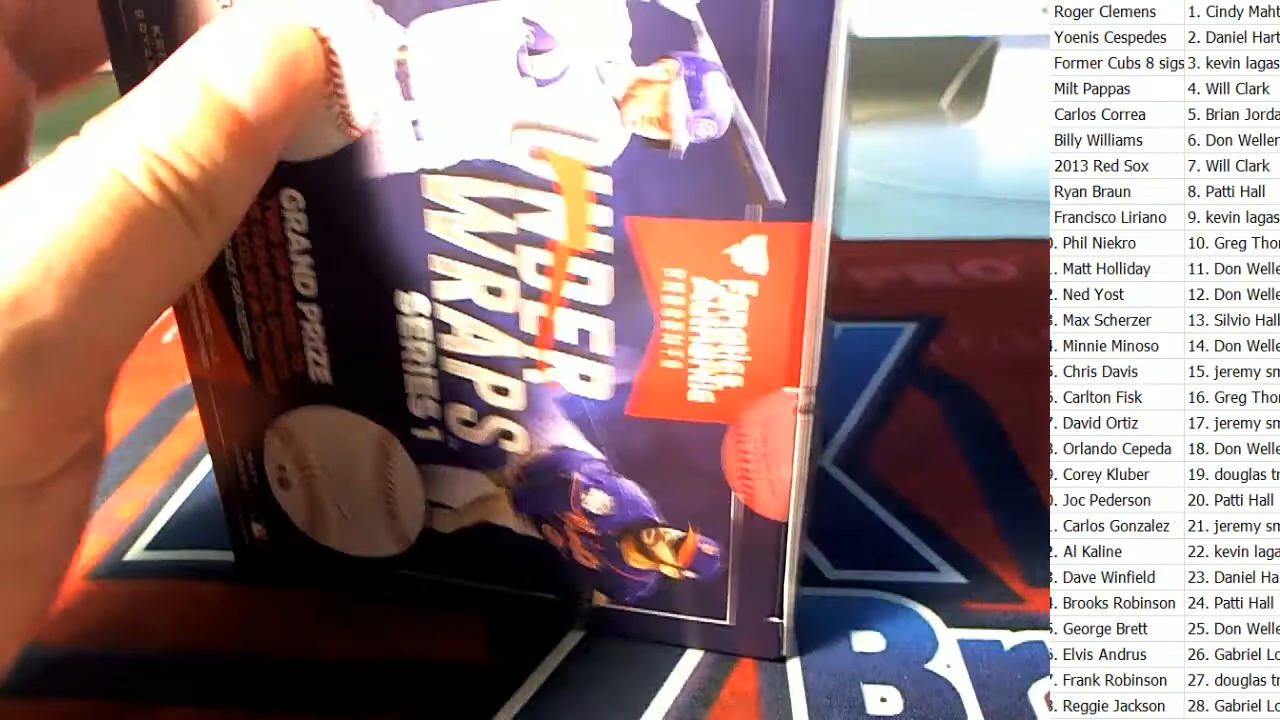 GRAND PRIZE
UNDER
WRAPS
SERIES 1
Famous
Authentic
PRESENTS
PRO
Br
Roger Clemens 1. Cindy Maht
Yoenis Cespedes 2. Daniel Hart
Former Cubs 8 sigs 3. kevin lagas
Milt Pappas 4. Will Clark
Carlos Correa 5. Brian Jorda
Billy Williams 6. Don Weller
2013 Red Sox 7. Will Clark
Ryan Braun 8. Patti Hall
Francisco Liriano 9. kevin lagas
Phil Niekro 10. Greg Tho
Matt Holliday 11. Don Welle
Ned Yost 12. Don Welle
Max Scherzer 13. Silvio Hall
Minnie Minoso 14. Don Welle
Chris Davis 15. jeremy sm
Carlton Fisk 16. Greg Tho
David Ortiz 17. jeremy sm
Orlando Cepeda 18. Don Welle
Corey Kluber 19. douglas tr
Joc Pederson 20. Patti Hall
Carlos Gonzalez 21. jeremy sm
Al Kaline 22. kevin laga
Dave Winfield 23. Daniel Ha
Brooks Robinson 24. Patti Hall
George Brett 25. Don Welle
Elvis Andrus 26. Gabriel Lo
Frank Robinson 27. douglas tr
Reggie Jackson 28. Gabriel Lo